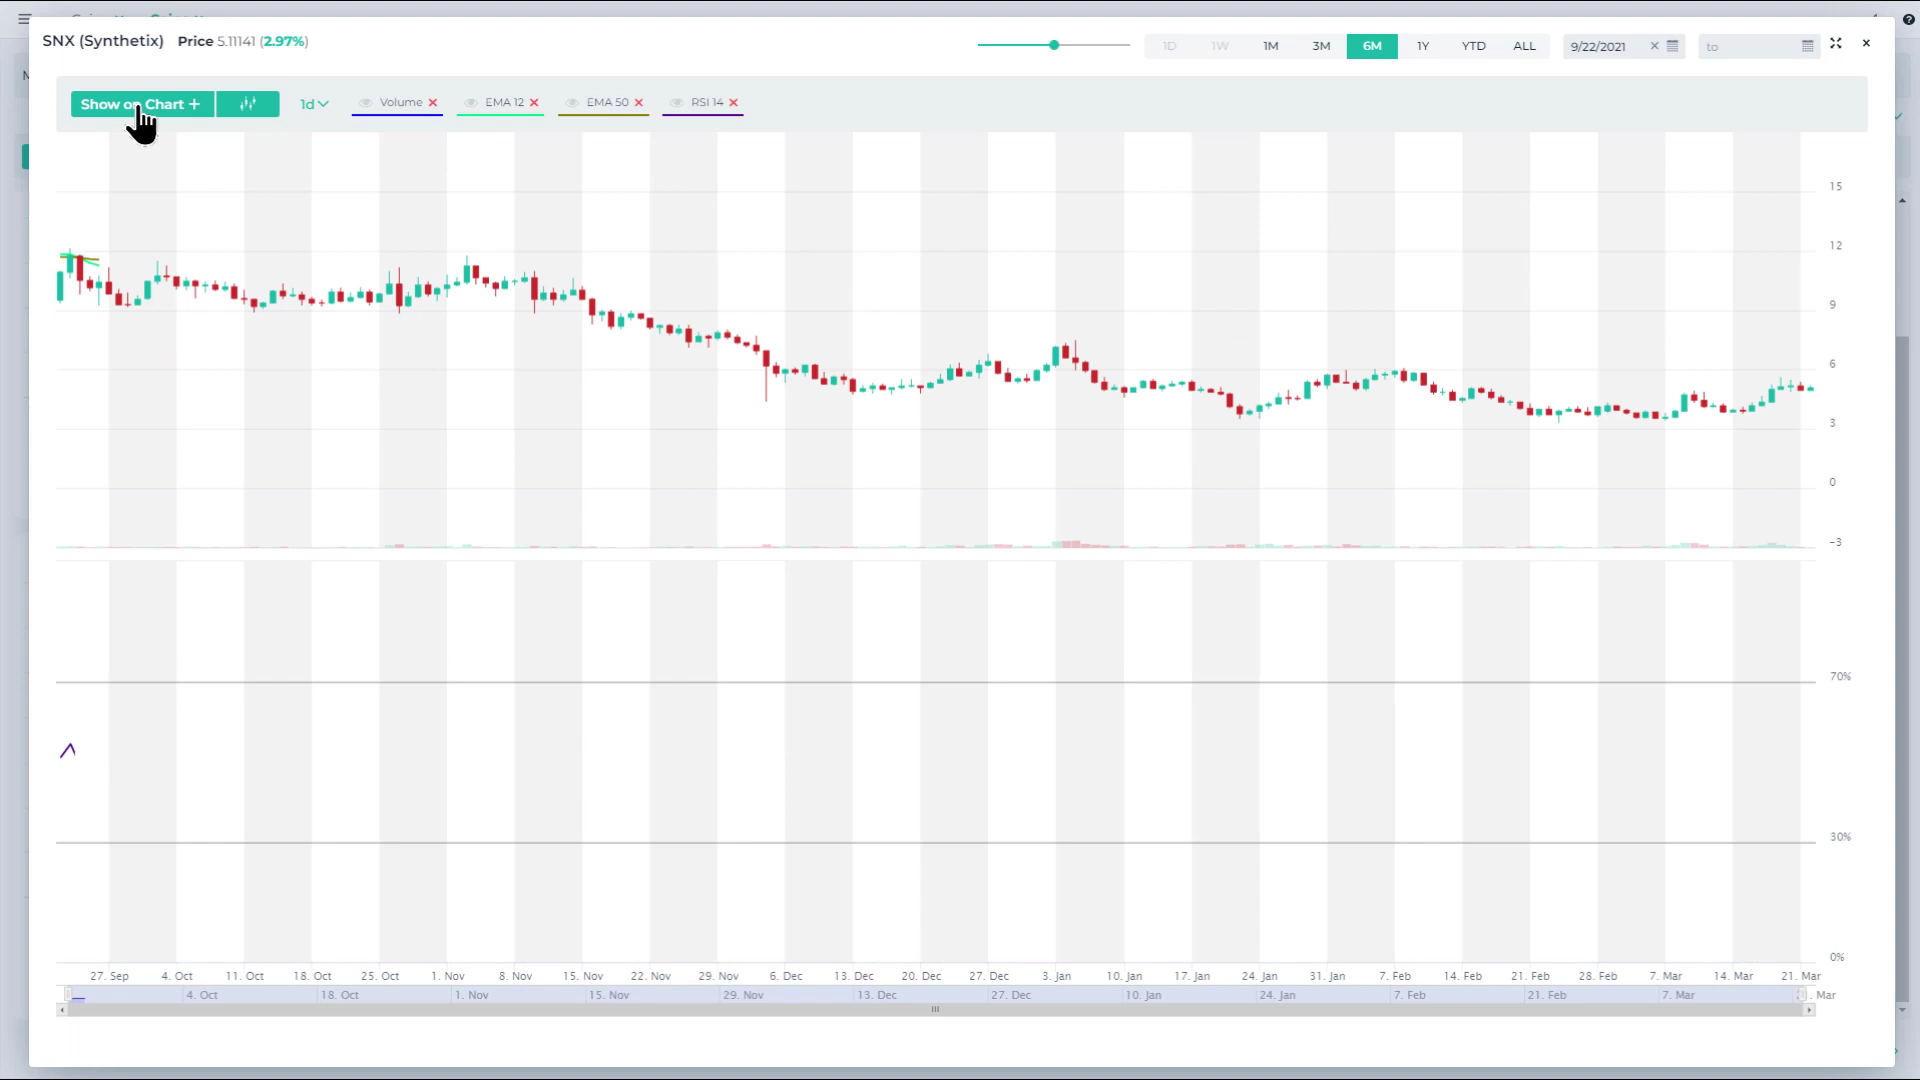 SNX (Synthetix) Price 5.11141 (2.97%)
1D 1W 1M 3M 6M 1Y YTD ALL 9/22/2021 to
Show on Chart + 1d Volume EMA 12 EMA 50 RSI 14
15
12
9
6
3
0
-3
70%
30%
0%
27. Sep 4. Oct 11. Oct 18. Oct 25. Oct 1. Nov 8. Nov 15. Nov 22. Nov 29. Nov 6. Dec 13. Dec 20. Dec 27. Dec 3. Jan 10. Jan 17. Jan 24. Jan 31. Jan 7. Feb 14. Feb 21. Feb 28. Feb 7. Mar 14. Mar 21. Mar
4. Oct 18. Oct 1. Nov 15. Nov 29. Nov 13. Dec 27. Dec 10. Jan 24. Jan 7. Feb 21. Feb 7. Mar . Mar